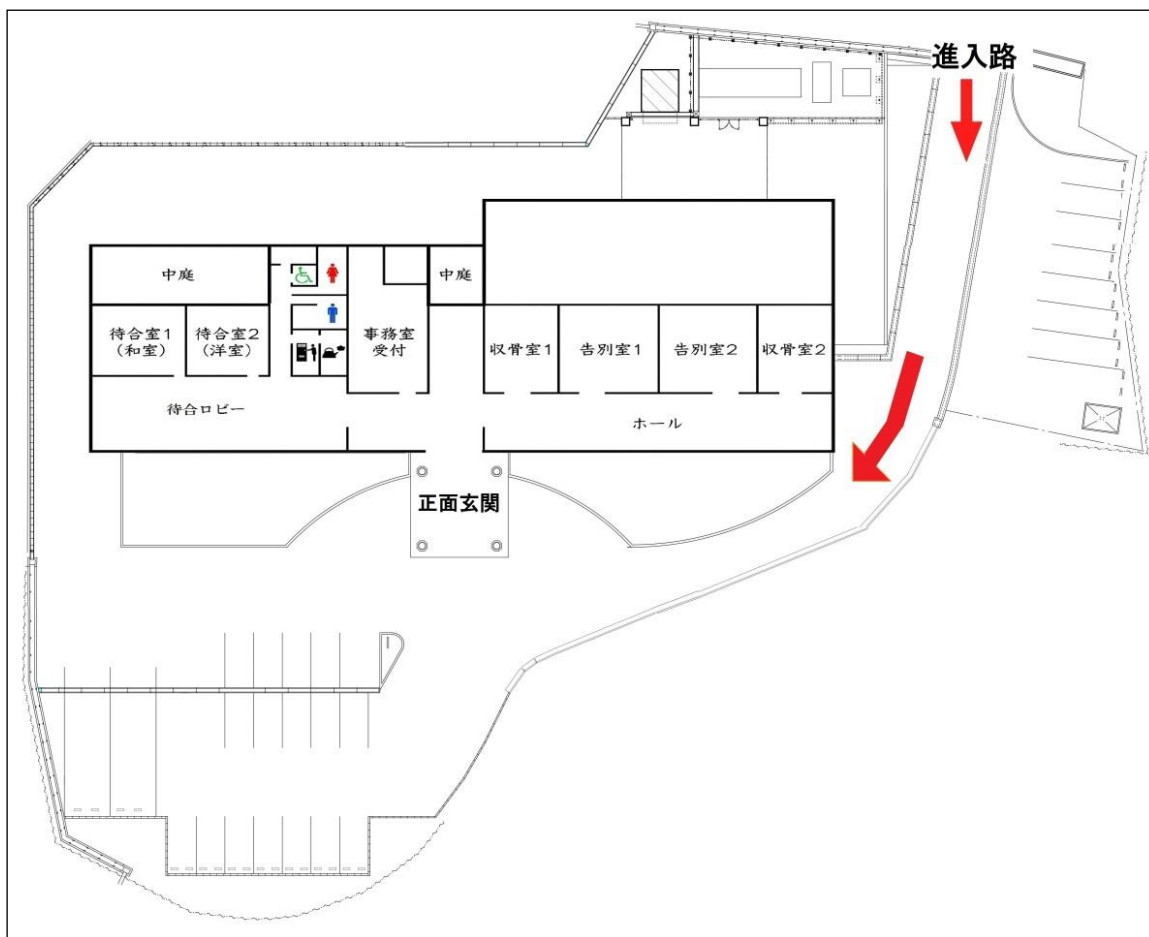 進入路
中庭
中庭
待合室1
(和室)
待合室2
(洋室)
事務室
受付
収骨室1
告別室1
告別室2
収骨室2
待合ロビー
ホール
正面玄関